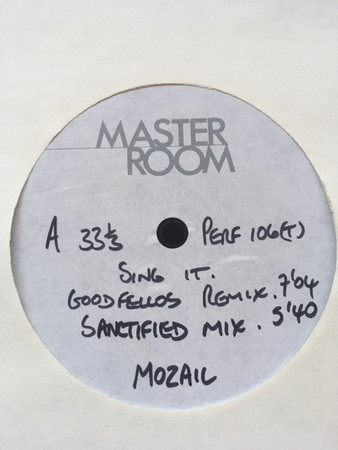 MASTER
ROOM
A 33⅓ PERF 106(T)
SING IT.
GOODFELLOS REMIX. 7'04
SANCTIFIED MIX. 5'40
MOZAIC